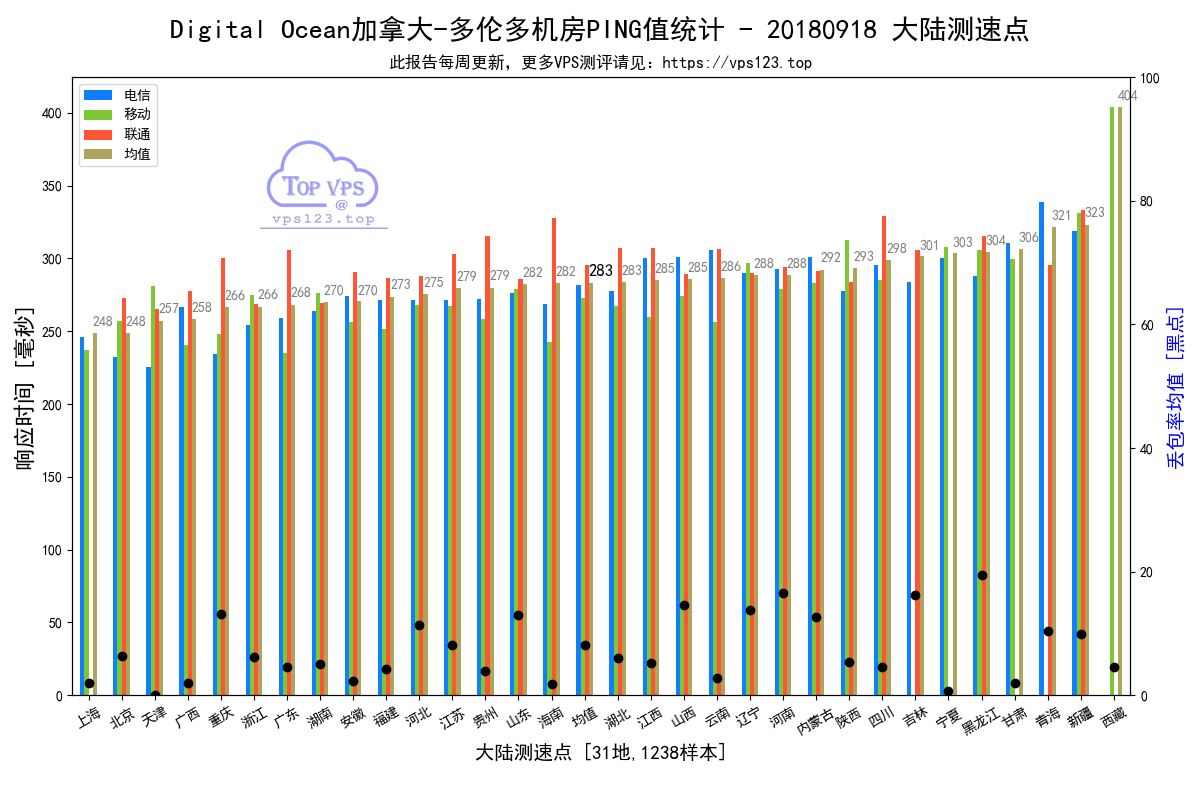 Digital Ocean加拿大-多伦多机房PING值统计 - 20180918 大陆测速点
此报告每周更新，更多VPS测评请见：https://vps123.top
电信
移动
联通
均值
TOP VPS
@
vps123.top
响应时间 [毫秒]
400
350
300
250
200
150
100
50
0
248 248 257 258 266 266 268 270 270 273 275 279 279 282 282 283 283 285 285 286 288 288 292 293 298 301 303 304 306 321 323 404
100
80
60
40
20
0
丢包率均值 [黑点]
上海 北京 天津 广西 重庆 浙江 广东 湖南 安徽 福建 河北 江苏 贵州 山东 海南 均值 湖北 江西 山西 云南 辽宁 河南 内蒙古 陕西 四川 吉林 宁夏 黑龙江 甘肃 青海 新疆 西藏
大陆测速点 [31地,1238样本]